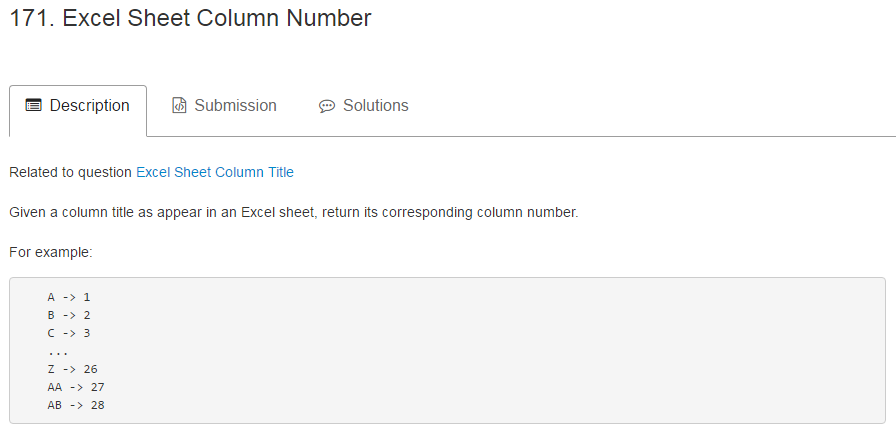 171. Excel Sheet Column Number
Description Submission Solutions
Related to question Excel Sheet Column Title
Given a column title as appear in an Excel sheet, return its corresponding column number.
For example:
A -> 1
B -> 2
C -> 3
...
Z -> 26
AA -> 27
AB -> 28